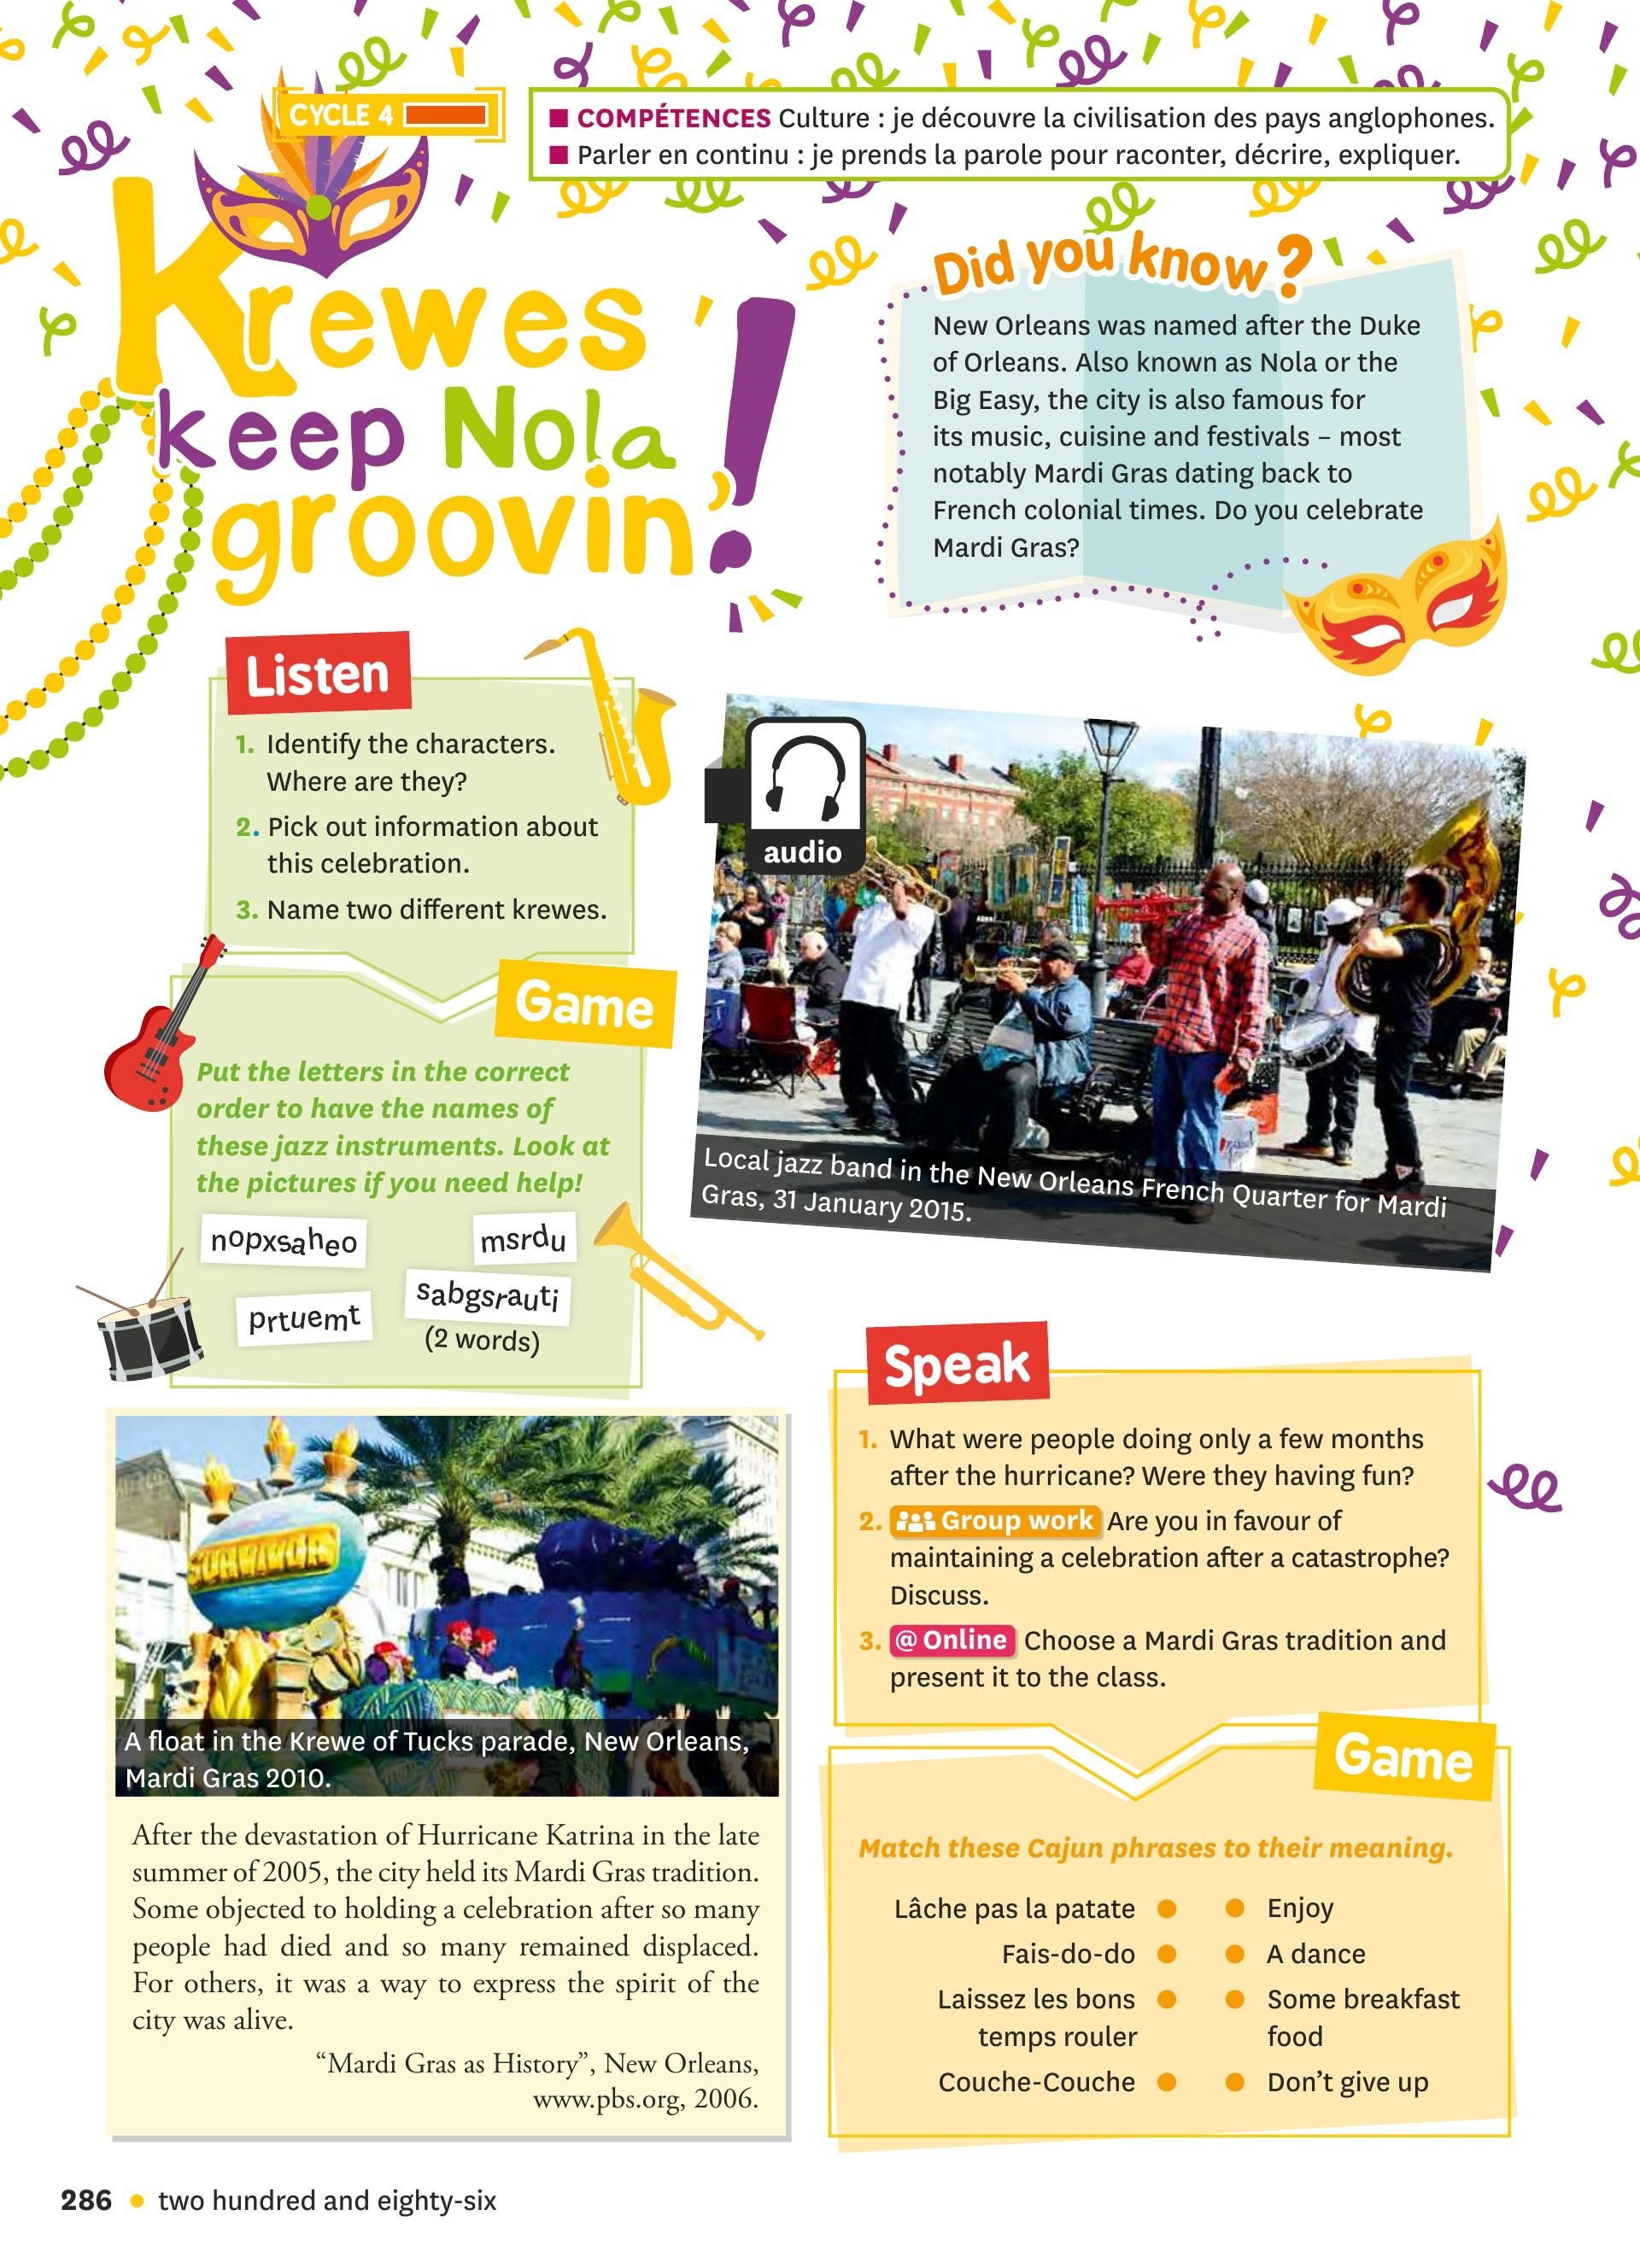 CYCLE 4
■ COMPÉTENCES Culture : je découvre la civilisation des pays anglophones.
■ Parler en continu : je prends la parole pour raconter, décrire, expliquer.
Krewes
keep Nola
groovin'!
Did you know?
New Orleans was named after the Duke
of Orleans. Also known as Nola or the
Big Easy, the city is also famous for
its music, cuisine and festivals – most
notably Mardi Gras dating back to
French colonial times. Do you celebrate
Mardi Gras?
Listen
1. Identify the characters.
Where are they?
2. Pick out information about
this celebration.
3. Name two different krewes.
audio
Local jazz band in the New Orleans French Quarter for Mardi
Gras, 31 January 2015.
Game
Put the letters in the correct
order to have the names of
these jazz instruments. Look at
the pictures if you need help!
nopxsaheo
msrdu
prtuemt
sabgsrauti
(2 words)
SURVIVOR
A float in the Krewe of Tucks parade, New Orleans,
Mardi Gras 2010.
After the devastation of Hurricane Katrina in the late
summer of 2005, the city held its Mardi Gras tradition.
Some objected to holding a celebration after so many
people had died and so many remained displaced.
For others, it was a way to express the spirit of the
city was alive.
“Mardi Gras as History”, New Orleans,
www.pbs.org, 2006.
Speak
1. What were people doing only a few months
after the hurricane? Were they having fun?
2. Group work Are you in favour of
maintaining a celebration after a catastrophe?
Discuss.
3. @ Online Choose a Mardi Gras tradition and
present it to the class.
Game
Match these Cajun phrases to their meaning.
Lâche pas la patate ● ● Enjoy
Fais-do-do ● ● A dance
Laissez les bons ● ● Some breakfast
temps rouler food
Couche-Couche ● ● Don’t give up
286 ● two hundred and eighty-six